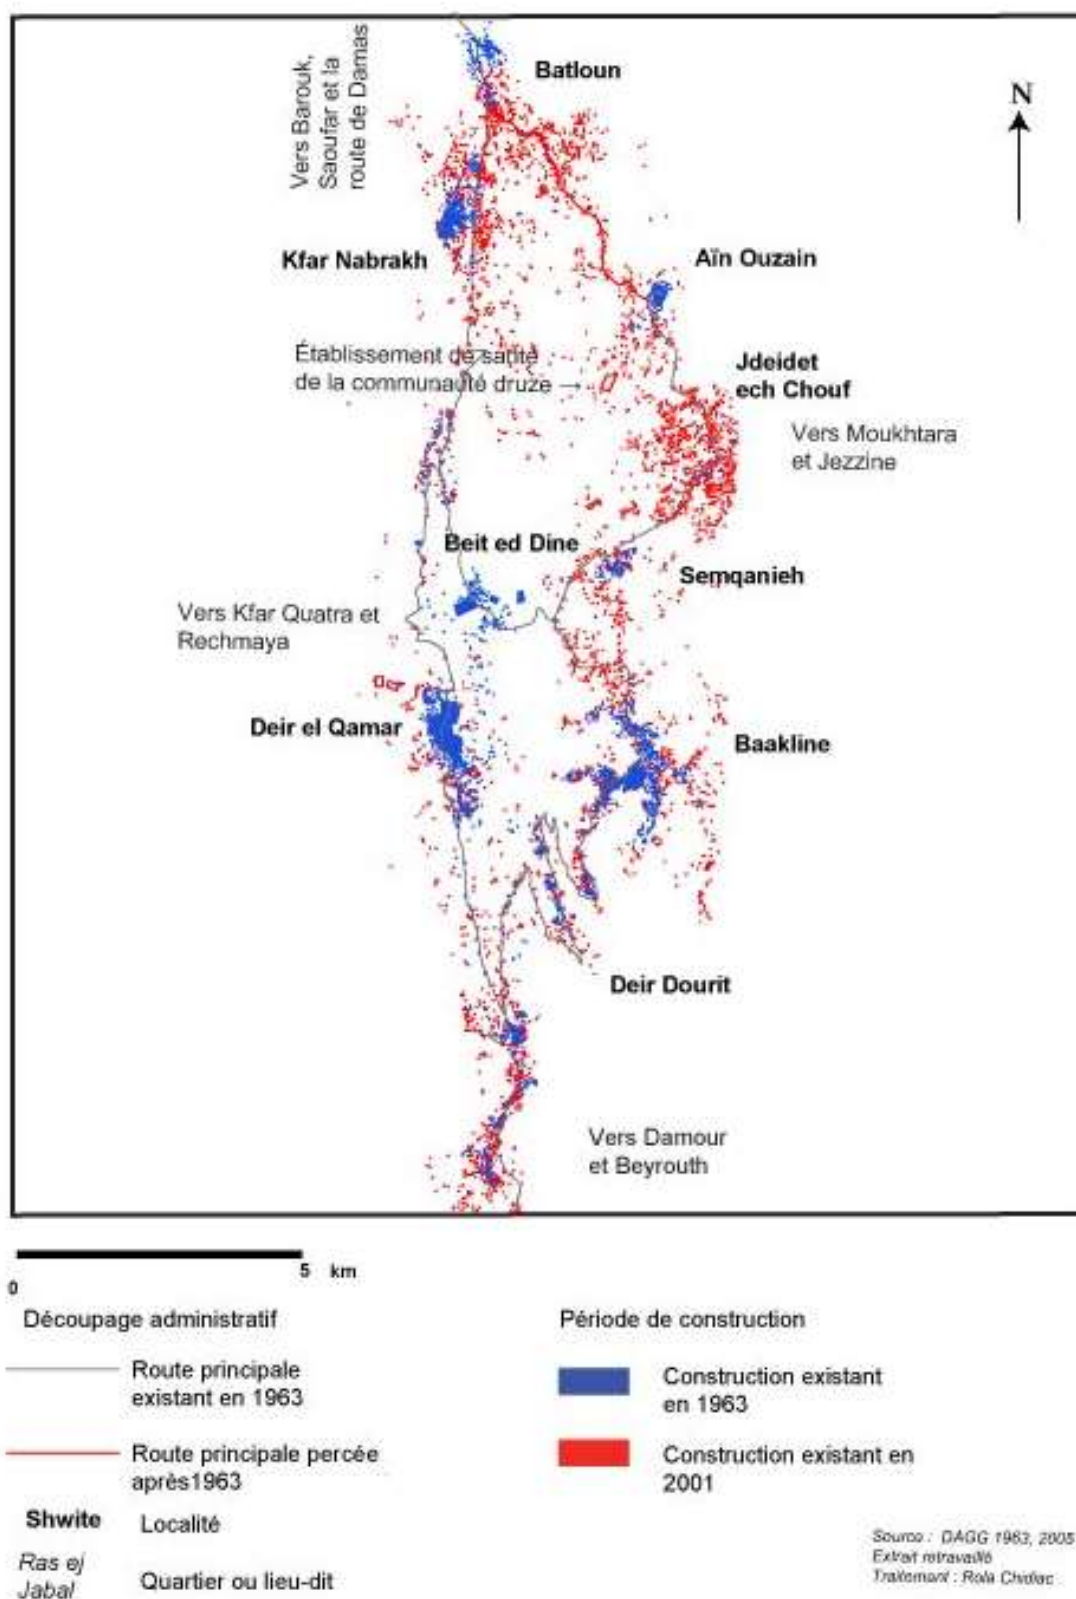 Vers Barouk,
Saoufar et la
route de Damas
Batloun
N
Kfar Nabrakh
Aïn Ouzain
Établissement de santé
de la communauté druze →
Jdeidet
ech Chouf
Vers Moukhtara
et Jezzine
Beit ed Dine
Semqanieh
Vers Kfar Quatra et
Rechmaya
Deir el Qamar
Baakline
Deir Dourit
Vers Damour
et Beyrouth
0 5 km
Découpage administratif
Route principale
existant en 1963
Route principale percée
après1963
Shwite Localité
Ras ej
Jabal Quartier ou lieu-dit
Période de construction
Construction existant
en 1963
Construction existant en
2001
Source : DAGG 1963, 2005
Extrait retravaillé
Traitement : Rola Chidiac